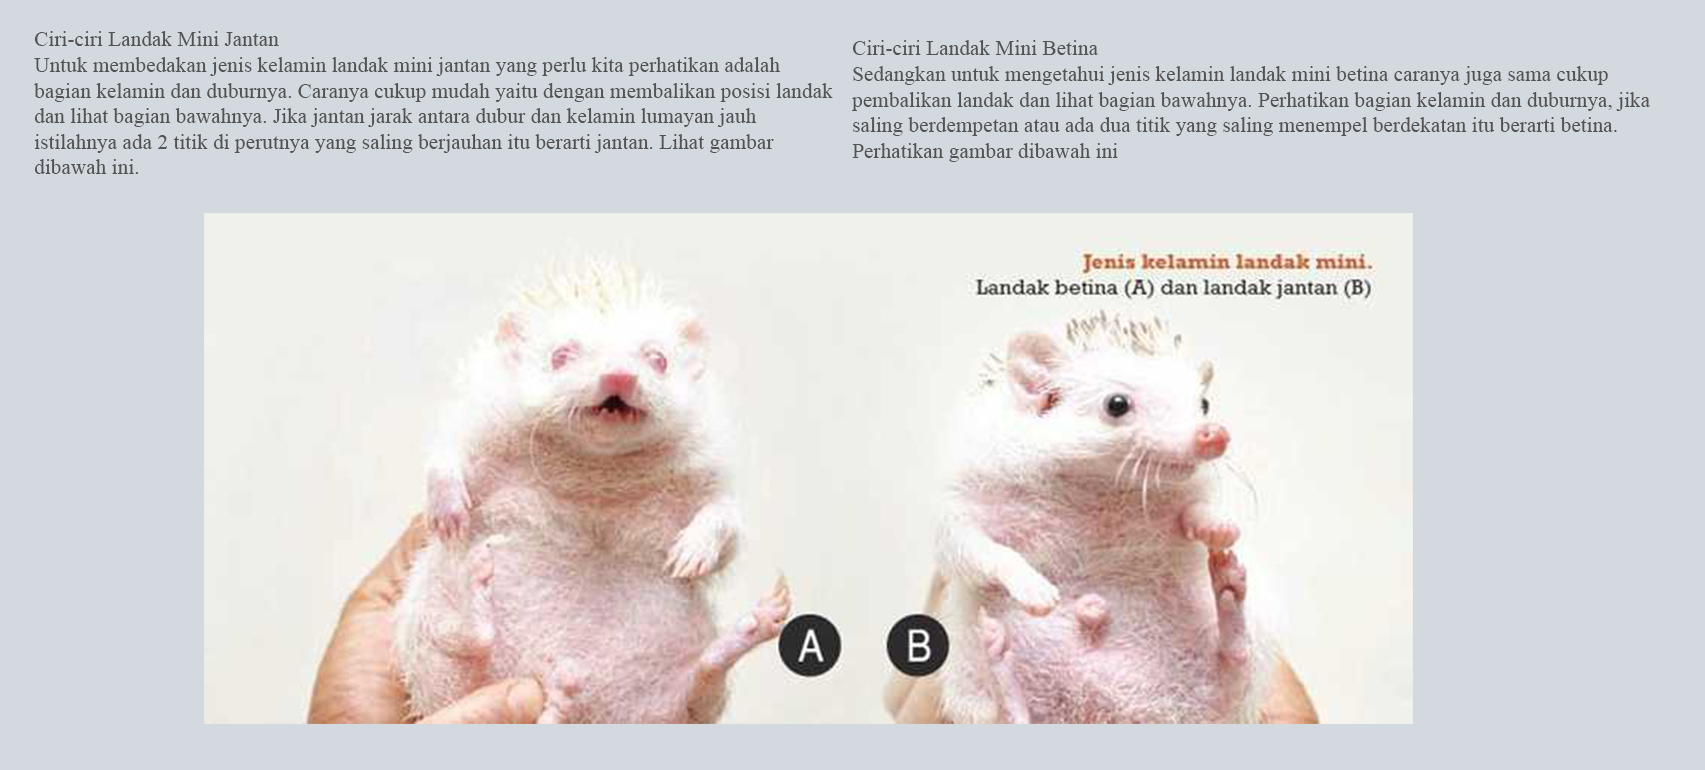 Ciri-ciri Landak Mini Jantan
Untuk membedakan jenis kelamin landak mini jantan yang perlu kita perhatikan adalah
bagian kelamin dan duburnya. Caranya cukup mudah yaitu dengan membalikan posisi landak
dan lihat bagian bawahnya. Jika jantan jarak antara dubur dan kelamin lumayan jauh
istilahnya ada 2 titik di perutnya yang saling berjauhan itu berarti jantan. Lihat gambar
dibawah ini.
Ciri-ciri Landak Mini Betina
Sedangkan untuk mengetahui jenis kelamin landak mini betina caranya juga sama cukup
pembalikan landak dan lihat bagian bawahnya. Perhatikan bagian kelamin dan duburnya, jika
saling berdempetan atau ada dua titik yang saling menempel berdekatan itu berarti betina.
Perhatikan gambar dibawah ini
Jenis kelamin landak mini.
Landak betina (A) dan landak jantan (B)
A
B